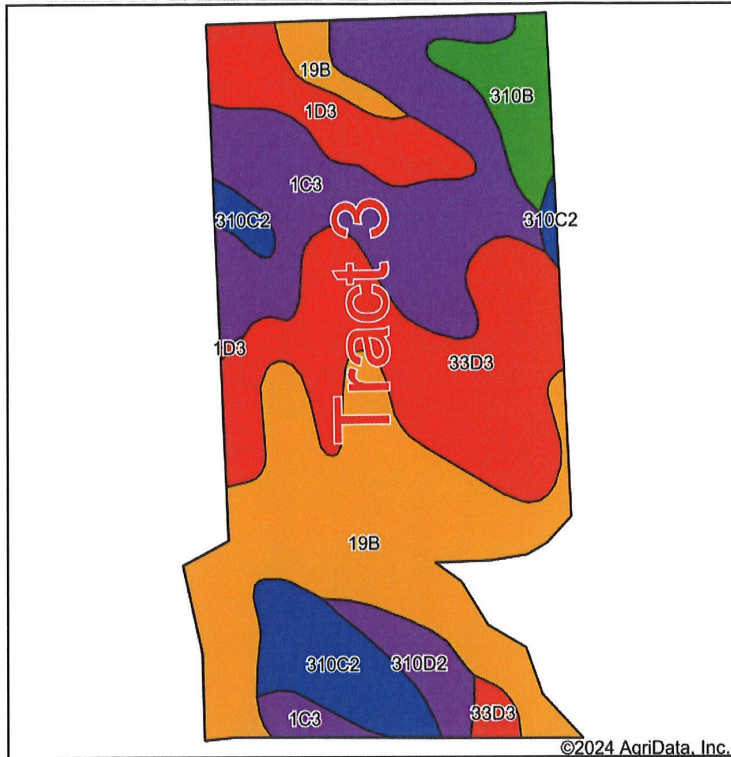 19B
310B
1D3
1C3
310C2
310C2
Tract 3
1D3
33D3
19B
310C2
310D2
1C3
33D3
©2024 AgriData, Inc.